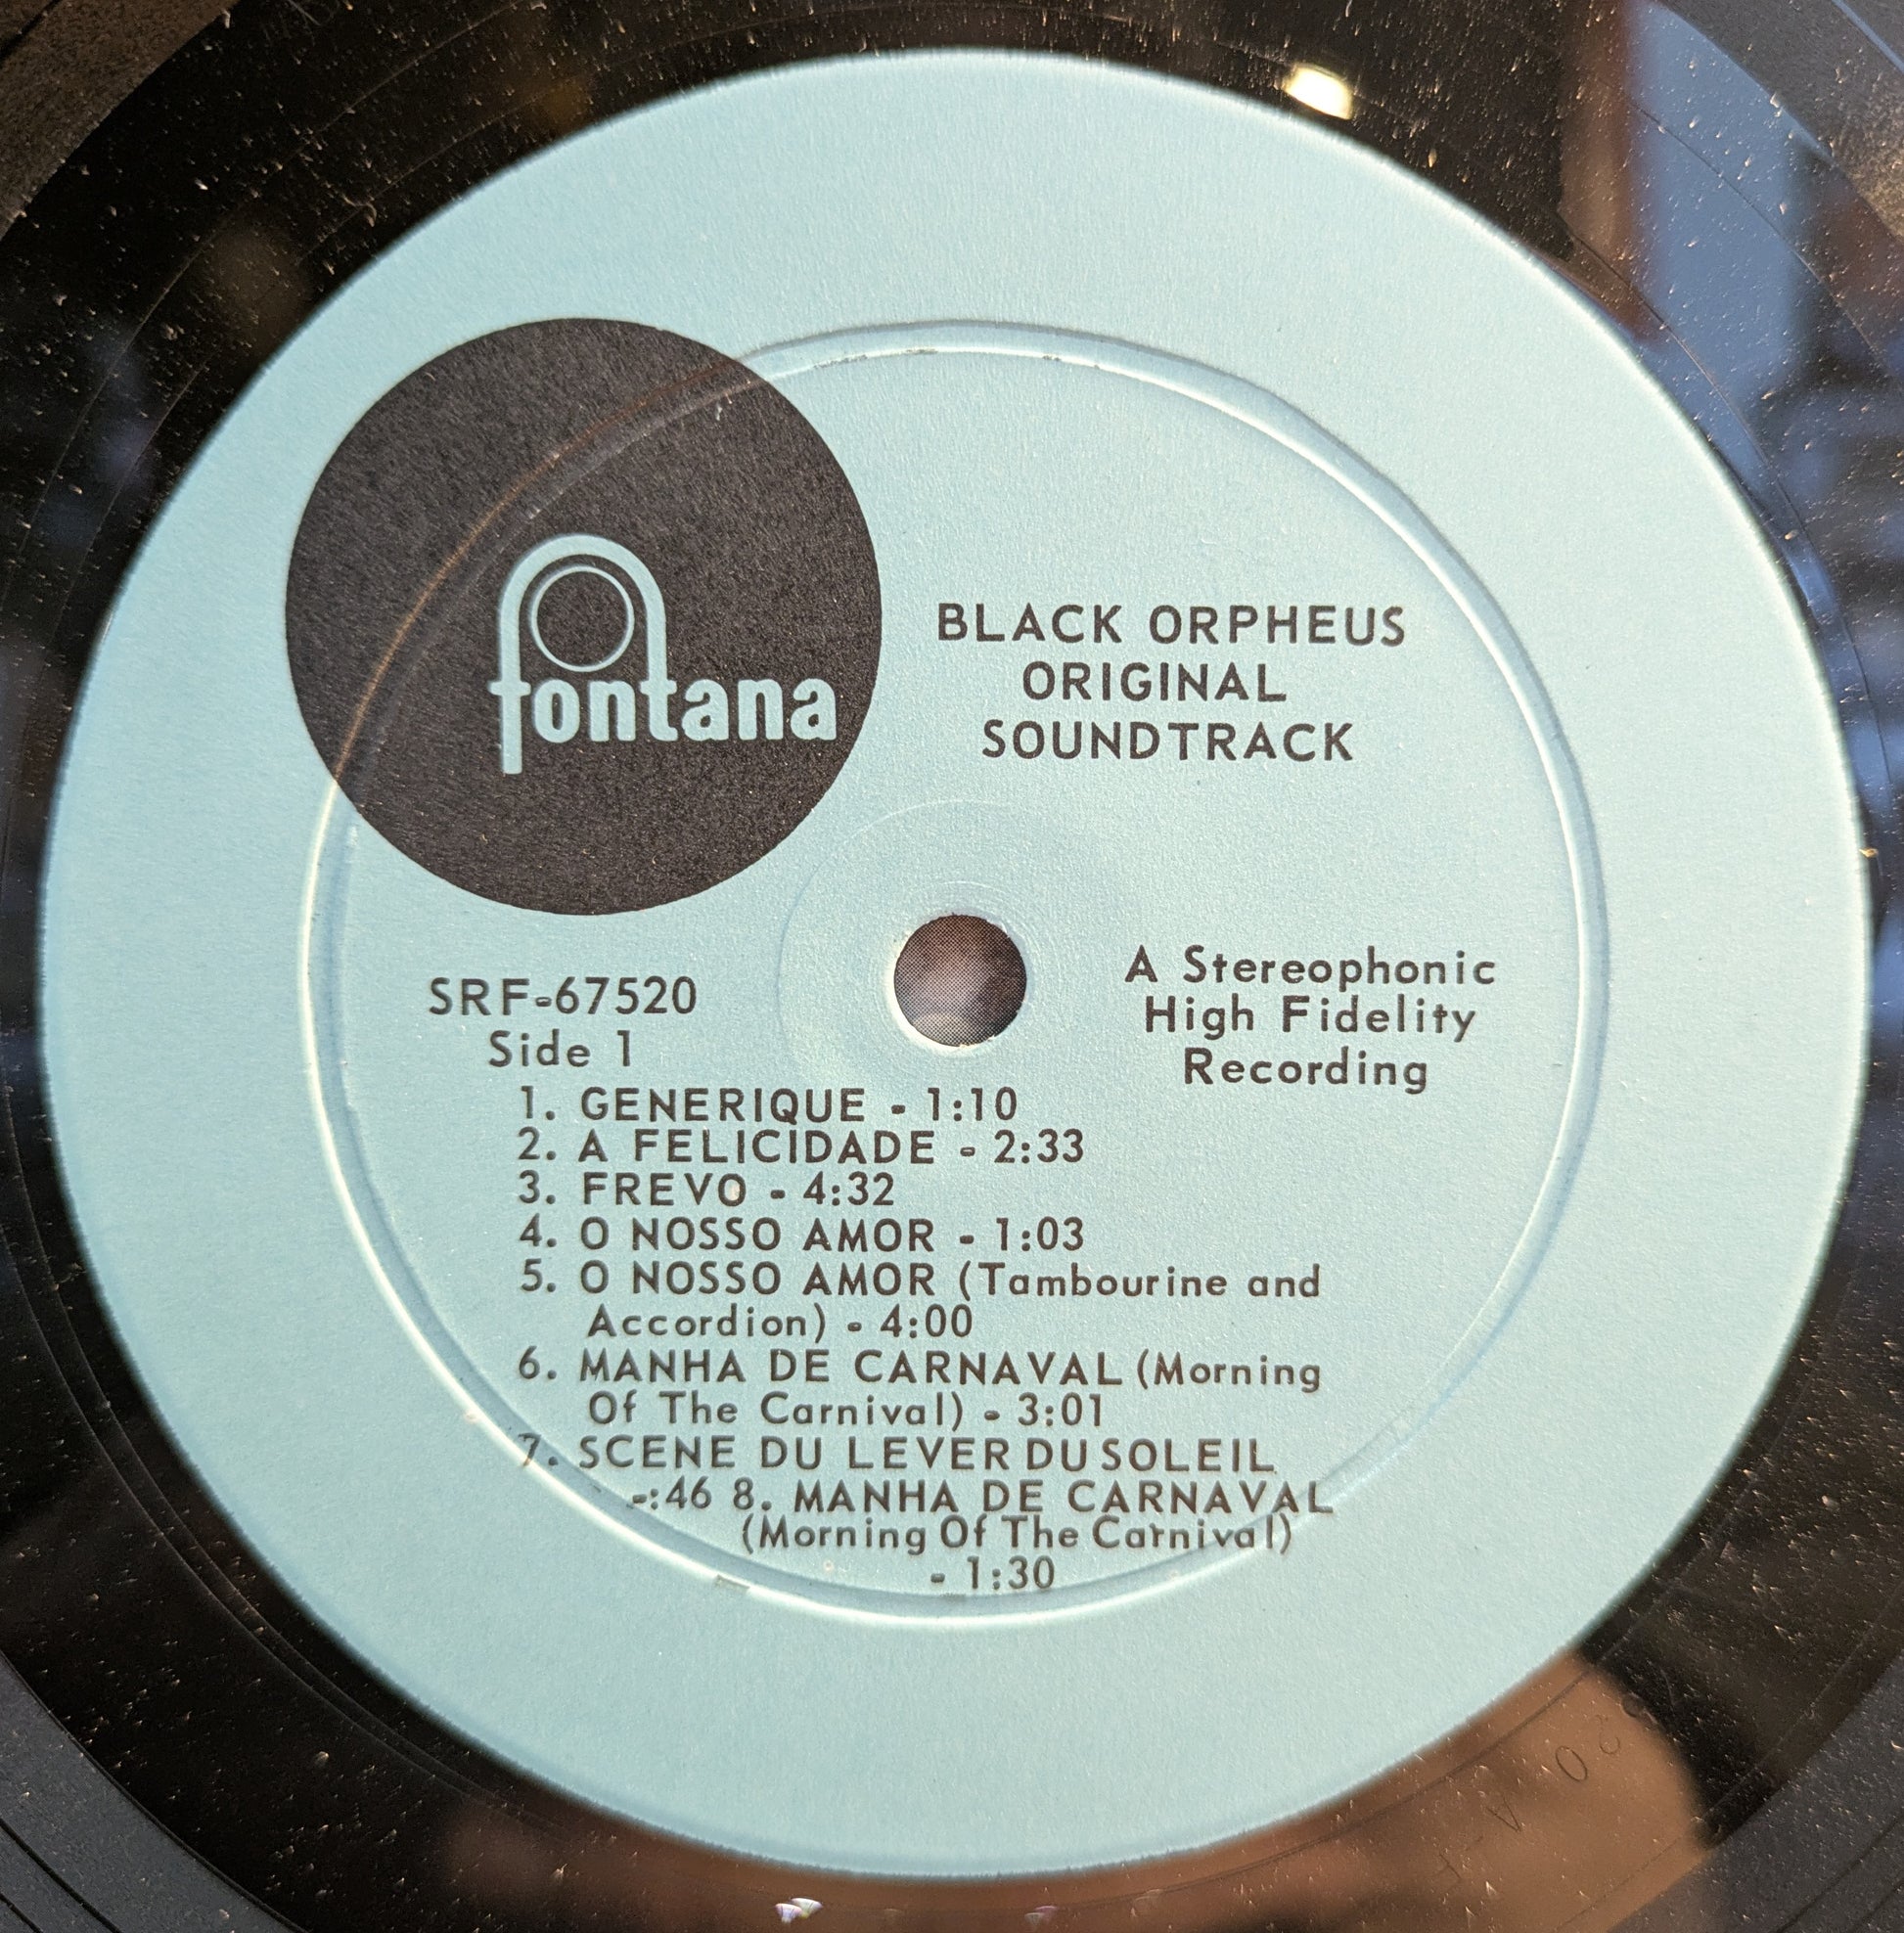 fontana
BLACK ORPHEUS
ORIGINAL
SOUNDTRACK
SRF-67520
Side 1
A Stereophonic
High Fidelity
Recording
1. GENERIQUE - 1:10
2. A FELICIDADE - 2:33
3. FREVO - 4:32
4. O NOSSO AMOR - 1:03
5. O NOSSO AMOR (Tambourine and
Accordion) - 4:00
6. MANHA DE CARNAVAL (Morning
Of The Carnival) - 3:01
7. SCENE DU LEVER DU SOLEIL
-:46 8. MANHA DE CARNAVAL
(Morning Of The Carnival)
- 1:30